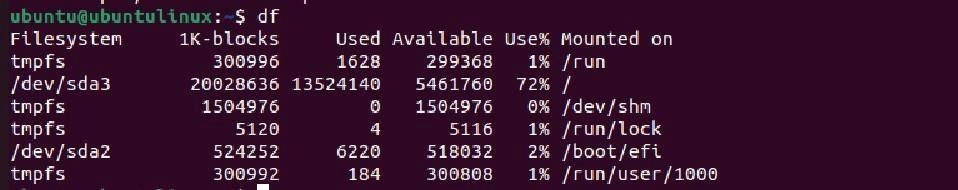 ubuntu@ubuntulinux:~$ df
Filesystem     1K-blocks     Used Available Use% Mounted on
tmpfs             300996     1628    299368   1% /run
/dev/sda3       20028636 13524140   5461760  72% /
tmpfs            1504976        0   1504976   0% /dev/shm
tmpfs               5120        4      5116   1% /run/lock
/dev/sda2         524252     6220    518032   2% /boot/efi
tmpfs             300992      184    300808   1% /run/user/1000